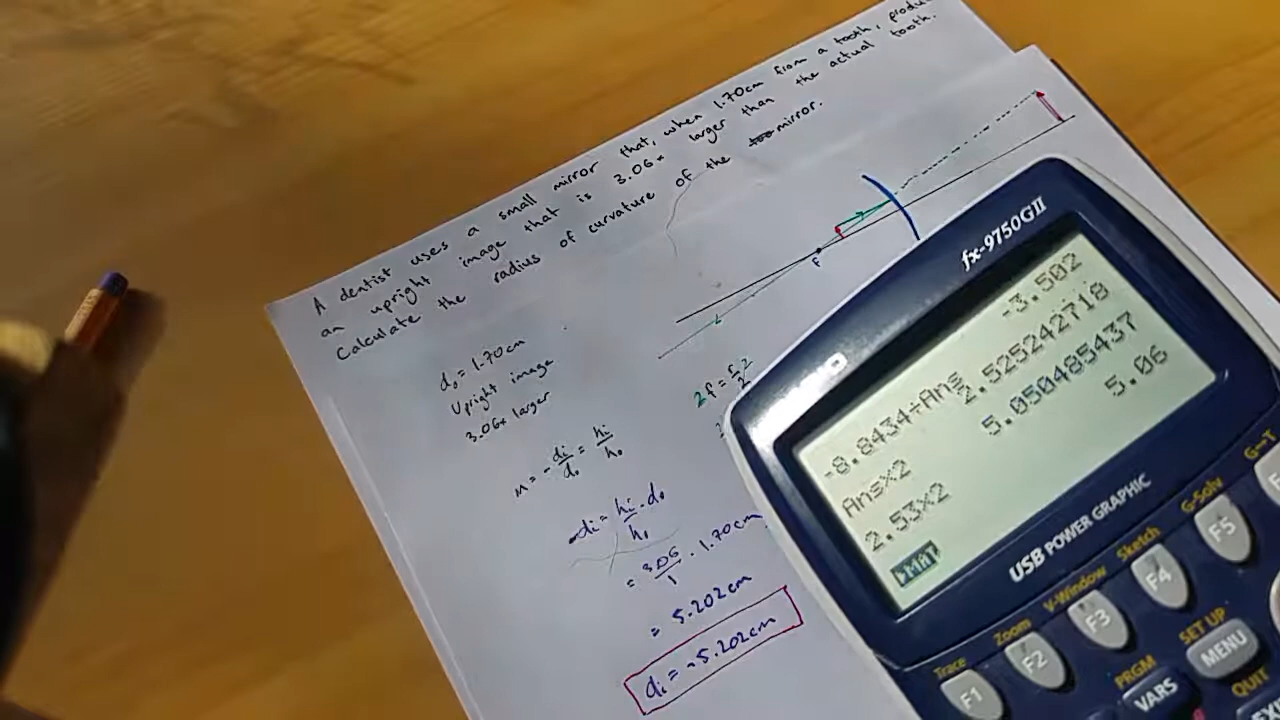 A dentist uses a small mirror that, when 1.70cm from a tooth,
an upright image that is 3.06x larger than the actual tooth.
Calculate the radius of curvature of the mirror.
F
d₀ = 1.70cm
Upright image
3.06x larger
m = -di/d₀ = hi/h₀
2f =
-di = hi/h₀ · d₀
= 3.06/1 · 1.70cm
= 5.202cm
di = -5.202cm
fx-9750GII
-3.502
-8.8434÷Ans
2.525242718
Ans×2
5.050485437
2.53×2
5.06
MAT
USB POWER GRAPHIC
Trace
Zoom
V-Window
Sketch
G-Solv
G↔T
F1
F2
F3
F4
F5
PRGM
SET UP
QUIT
VARS
MENU